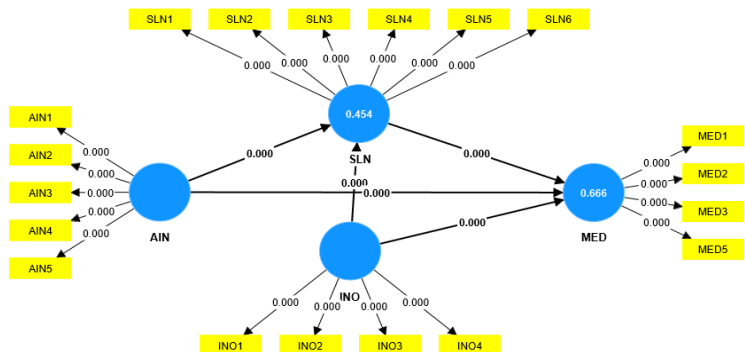 SLN1 SLN2 SLN3 SLN4 SLN5 SLN6
0.000 0.000 0.000 0.000 0.000 0.000
0.454
SLN
AIN1
AIN2
AIN3
AIN4
AIN5
0.000
0.000
0.000
0.000
0.000
AIN
0.000
0.000
0.000
0.000
0.000
INO
0.000 0.000 0.000 0.000
INO1 INO2 INO3 INO4
0.666
MED
0.000
0.000
0.000
0.000
MED1
MED2
MED3
MED5